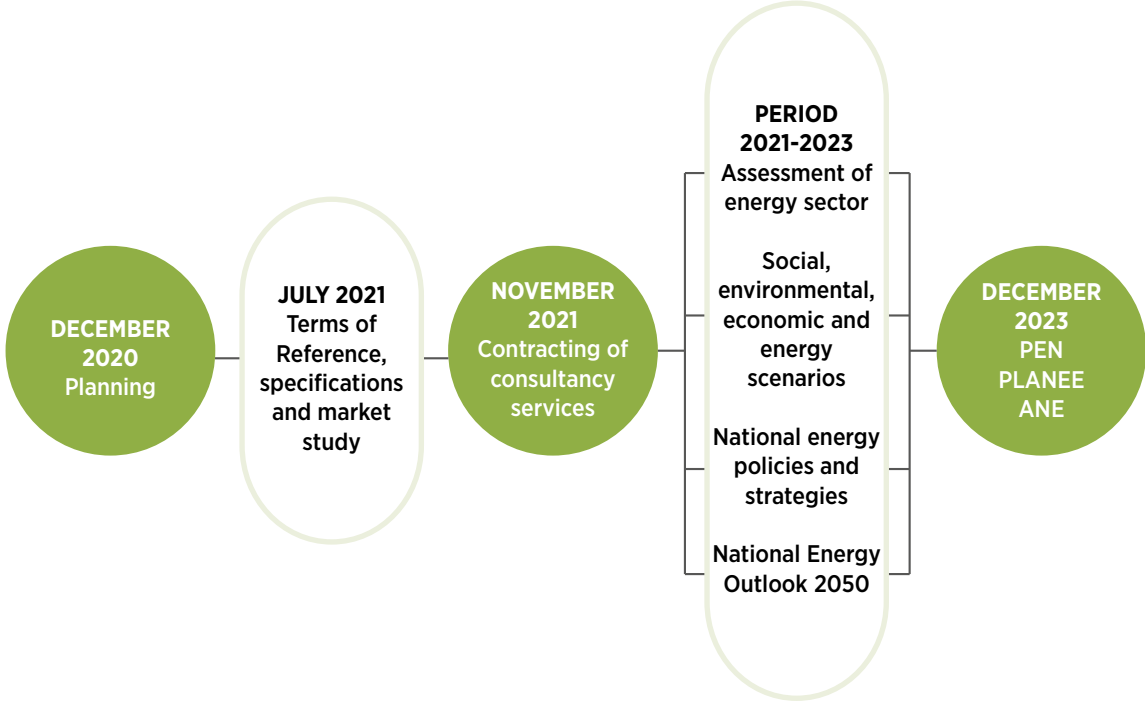 DECEMBER
2020
Planning
JULY 2021
Terms of
Reference,
specifications
and market
study
NOVEMBER
2021
Contracting of
consultancy
services
PERIOD
2021-2023
Assessment of
energy sector
Social,
environmental,
economic and
energy
scenarios
National energy
policies and
strategies
National Energy
Outlook 2050
DECEMBER
2023
PEN
PLANEE
ANE